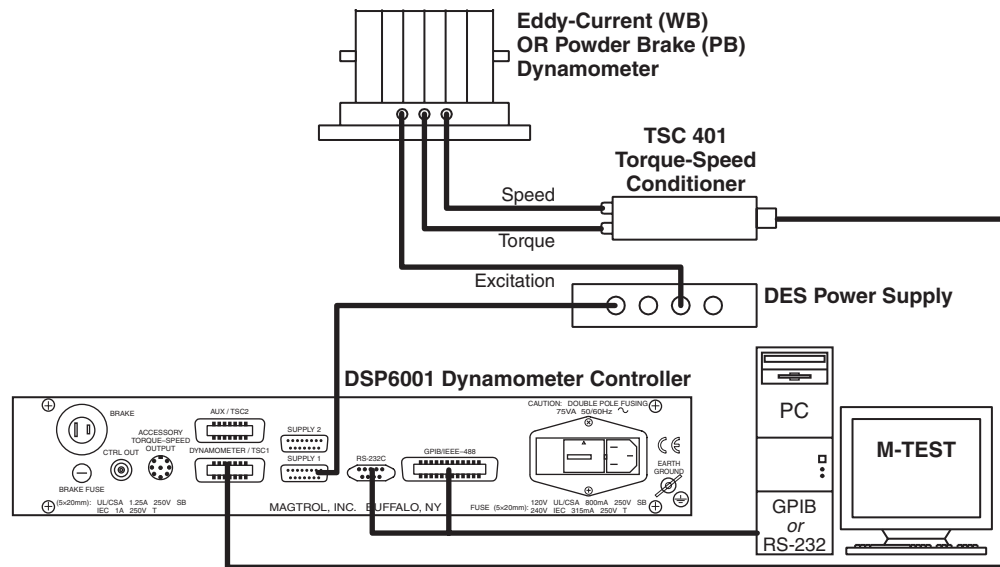 Eddy-Current (WB)
OR Powder Brake (PB)
Dynamometer
TSC 401
Torque-Speed
Conditioner
Speed
Torque
Excitation
DES Power Supply
DSP6001 Dynamometer Controller
BRAKE
AUX / TSC2
CAUTION: DOUBLE POLE FUSING
75VA 50/60Hz
ACCESSORY
TORQUE–SPEED
OUTPUT
CTRL OUT
SUPPLY 2
DYNAMOMETER / TSC1
SUPPLY 1
RS-232C
GPIB/IEEE–488
CE
EARTH
GROUND
BRAKE FUSE
(5x20mm): UL/CSA 1.25A 250V SB
IEC 1A 250V T
MAGTROL, INC. BUFFALO, NY
FUSE (5x20mm): 120V UL/CSA 800mA 250V SB
240V IEC 315mA 250V T
PC
GPIB
or
RS-232
M-TEST